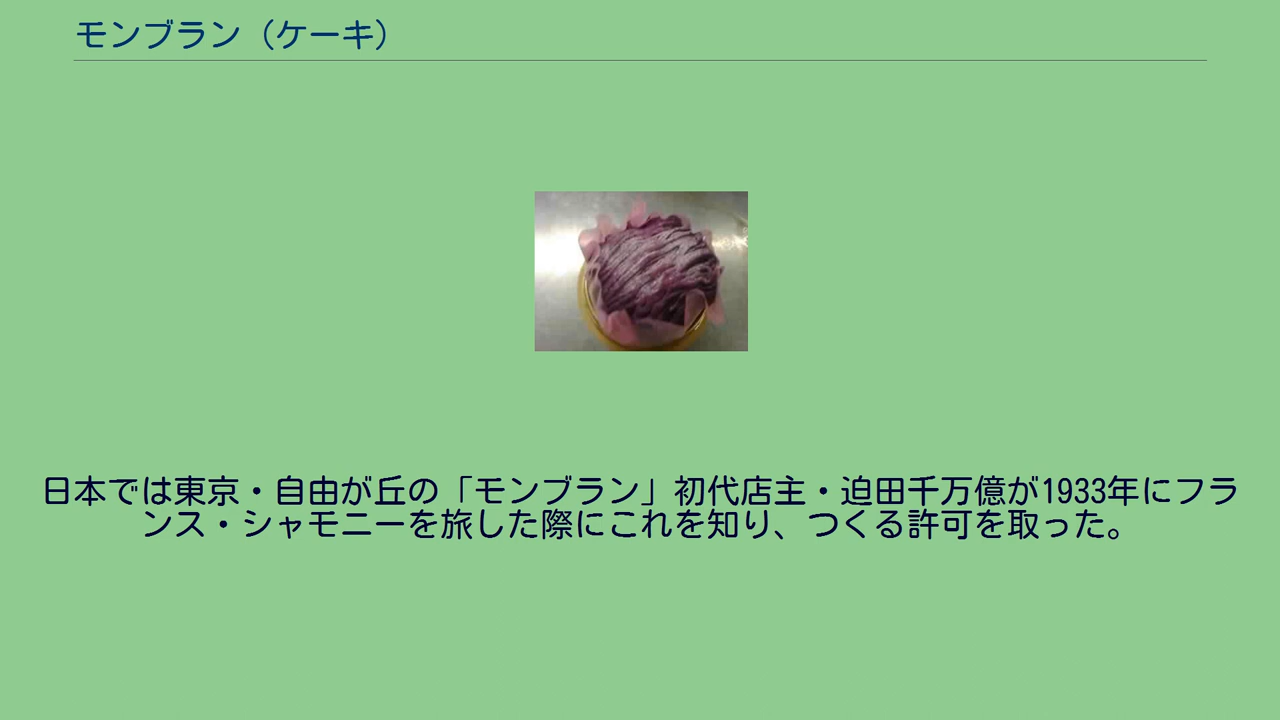 モンブラン（ケーキ）
日本では東京・自由が丘の「モンブラン」初代店主・迫田千万億が1933年にフラ
ンス・シャモニーを旅した際にこれを知り、つくる許可を取った。